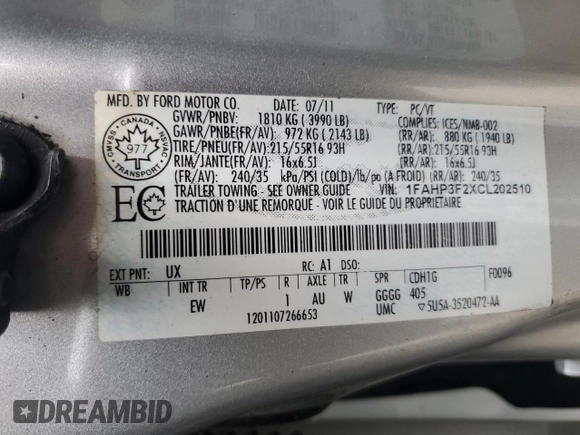 MFD. BY FORD MOTOR CO. DATE: 07/11 TYPE: PC/VT
GVWR/PNBV: 1810 KG ( 3990 LB) COMPLIES: ICES/NMB-002
GAWR/PNBE(FR/AV): 972 KG ( 2143 LB) (RR/AR): 880 KG ( 1940 LB)
TIRE/PNEU(FR/AV):215/55R16 93H (RR/AR):215/55R16 93H
RIM/JANTE(FR/AV): 16x6.5J (RR/AR): 16x6.5J
(FR/AV): 240/35 kPa/PSI (COLD)/lb/po (A FROID) (RR/AR): 240/35
TRAILER TOWING - SEE OWNER GUIDE VIN: 1FAHP3F2XCL202510
TRACTION D'UNE REMORQUE - VOIR LE GUIDE DU PROPRIETAIRE
CANADA
CMVSS NSVAC
977
TRANSPORT
EC
EXT PNT: UX RC: A1 DSO:
WB INT TR TP/PS R AXLE TR SPR CDH1G F0096
EW 1 AU W GGGG 405
UMC ▽5U5A-3520472-AA
1201107266653
DREAMBID